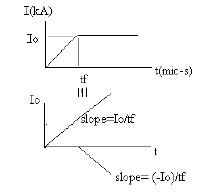 I(kA)
Io
t(mic-s)
tf
Io
slope=Io/tf
t
slope= (-Io)/tf